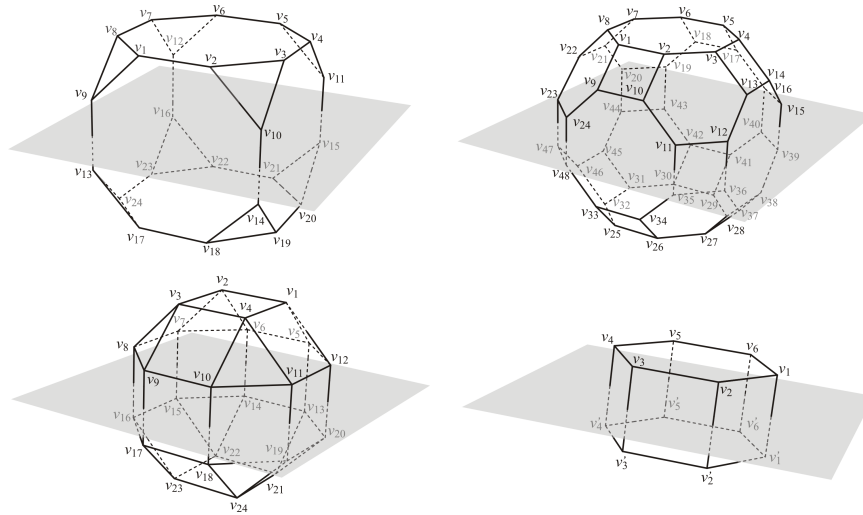 v7 v6 v5
v8 v12 v4
v1 v2 v3
v11
v9
v10
v16 v15
v23 v22 v21
v13
v24 v14 v20
v17 v18 v19
v7 v6 v5
v8 v18 v4
v22 v1 v2 v3 v17
v21 v20 v19 v14
v23 v9 v10 v13 v16
v15
v24 v44 v43
v11 v12 v40
v47 v45 v42 v41 v39
v48 v46 v31 v30 v36
v32 v35 v29 v38
v33 v34 v37
v25 v26 v27 v28
v2 v1
v3 v4
v7 v6 v5
v8 v12
v9 v10 v11
v16 v15 v14 v13
v20
v17 v22 v19
v18
v23 v21
v24
v4 v5 v6
v3 v1
v2
v′4 v′5 v′6
v′3 v′2 v′1